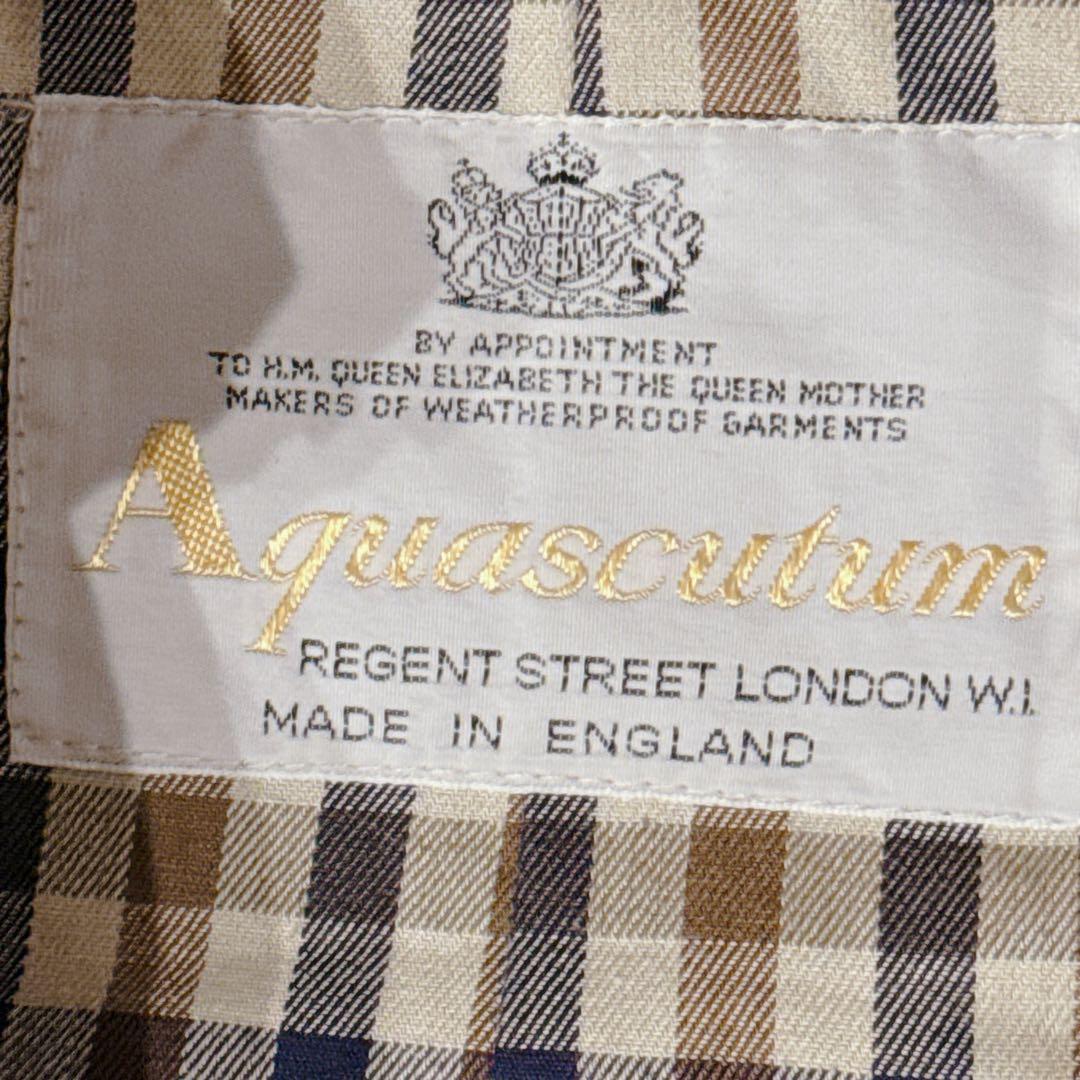 BY APPOINTMENT
TO H.M. QUEEN ELIZABETH THE QUEEN MOTHER
MAKERS OF WEATHERPROOF GARMENTS
Aquascutum
REGENT STREET LONDON W.1.
MADE IN ENGLAND